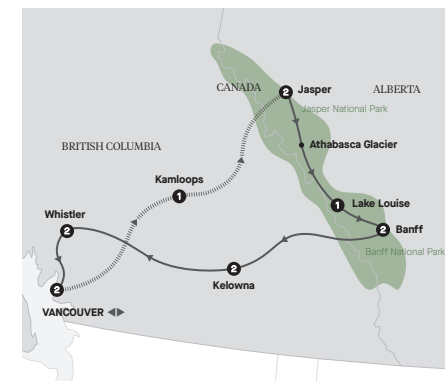 CANADA
2 Jasper
ALBERTA
Jasper National Park
BRITISH COLUMBIA
Athabasca Glacier
Kamloops
1
1 Lake Louise
Whistler
2
2 Banff
Banff National Park
2
Kelowna
2
VANCOUVER